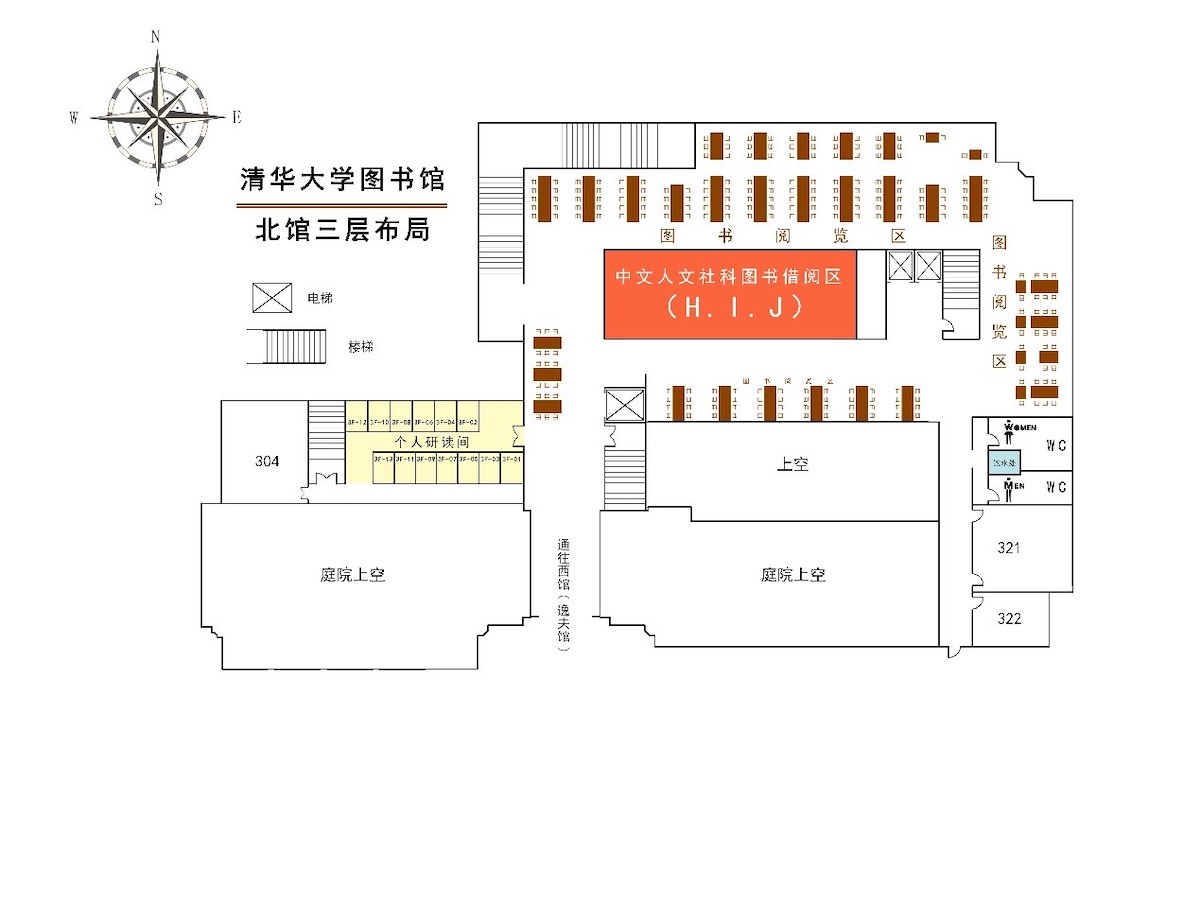 N
W
E
S
清华大学图书馆
北馆三层布局
电梯
楼梯
图书阅览区
图书阅览区
中文人文社科图书借阅区
(H.I.J)
图书阅览区
3F-12 3F-10 3F-08 3F-06 3F-04 3F-02
个人研读间
3F-13 3F-11 3F-09 3F-07 3F-05 3F-03 3F-01
304
上空
WOMEN
WC
饮水处
MEN
WC
通往西馆(逸夫馆)
庭院上空
庭院上空
321
322